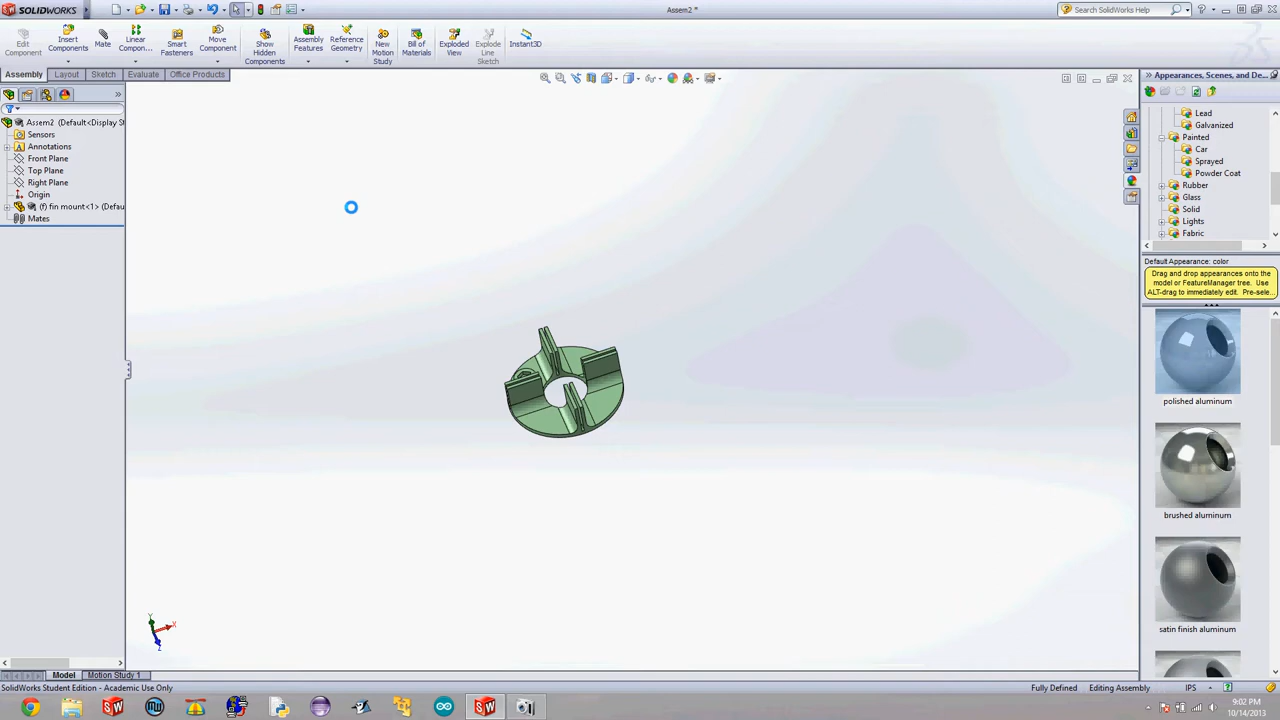 SOLIDWORKS
Assem2 *
Search SolidWorks Help
Edit Component
Insert Components
Mate
Linear Compon...
Smart Fasteners
Move Component
Show Hidden Components
Assembly Features
Reference Geometry
New Motion Study
Bill of Materials
Exploded View
Explode Line Sketch
Instant3D
Assembly
Layout
Sketch
Evaluate
Office Products
Appearances, Scenes, and De...
Assem2 (Default<Display St
Sensors
Annotations
Front Plane
Top Plane
Right Plane
Origin
(f) fin mount<1> (Defau
Mates
Lead
Galvanized
Painted
Car
Sprayed
Powder Coat
Rubber
Glass
Solid
Lights
Fabric
Default Appearance: color
Drag and drop appearances onto the
model or FeatureManager tree. Use
ALT-drag to immediately edit. Pre-sele...
polished aluminum
brushed aluminum
satin finish aluminum
Y
X
Z
Model
Motion Study 1
SolidWorks Student Edition - Academic Use Only
Fully Defined
Editing Assembly
IPS
9:02 PM
10/14/2013